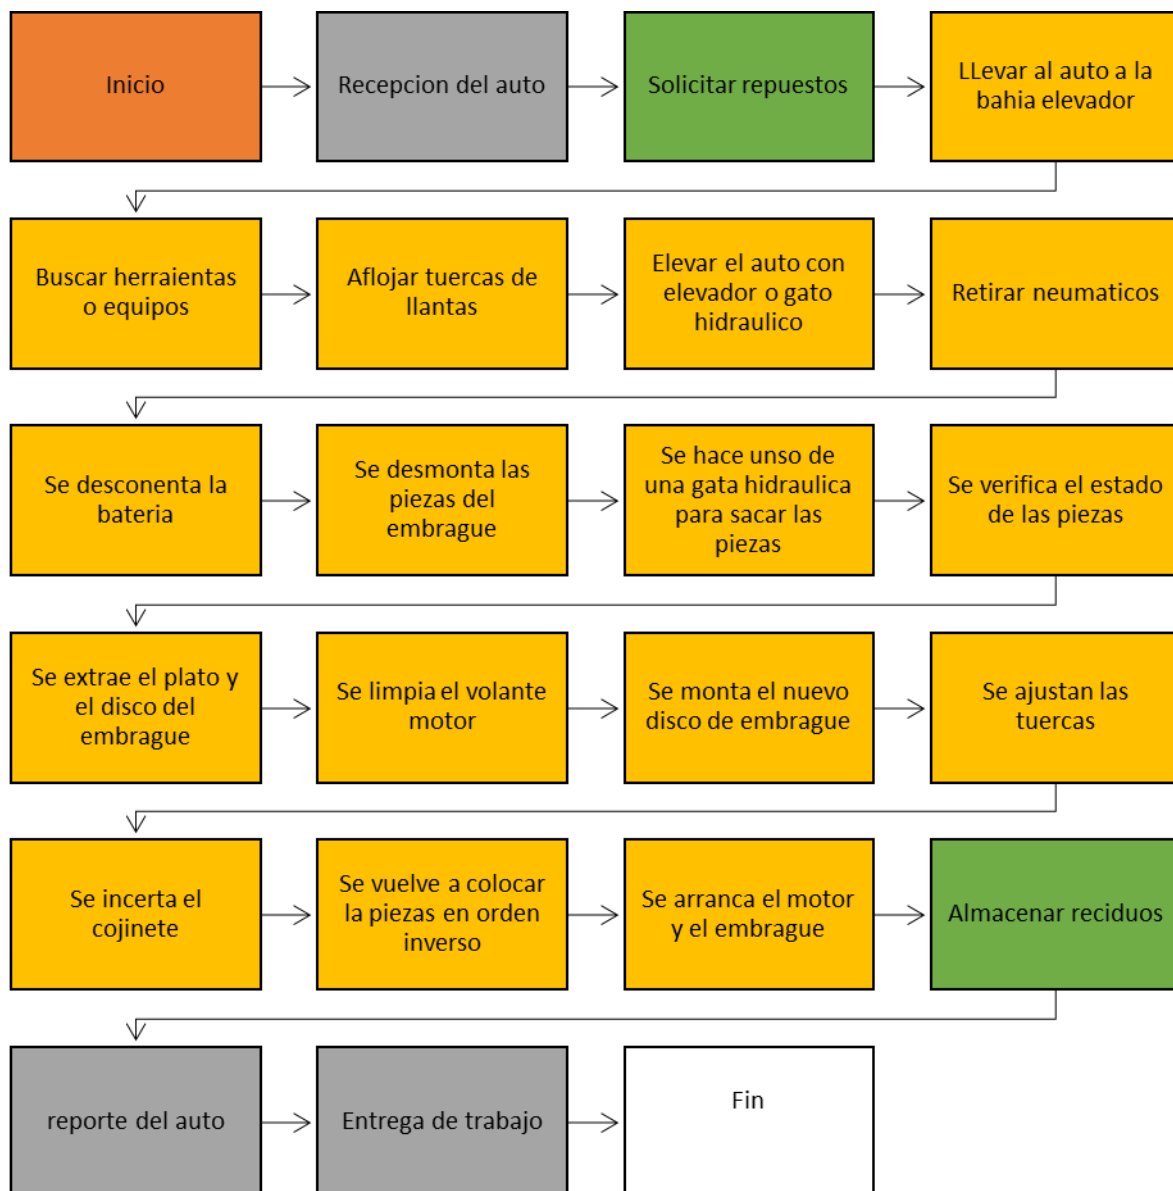 Inicio
Recepcion del auto
Solicitar repuestos
LLevar al auto a la
bahia elevador
Buscar herraientas
o equipos
Aflojar tuercas de
llantas
Elevar el auto con
elevador o gato
hidraulico
Retirar neumaticos
Se desconenta la
bateria
Se desmonta las
piezas del
embrague
Se hace unso de
una gata hidraulica
para sacar las
piezas
Se verifica el estado
de las piezas
Se extrae el plato y
el disco del
embrague
Se limpia el volante
motor
Se monta el nuevo
disco de embrague
Se ajustan las
tuercas
Se incerta el
cojinete
Se vuelve a colocar
la piezas en orden
inverso
Se arranca el motor
y el embrague
Almacenar reciduos
reporte del auto
Entrega de trabajo
Fin